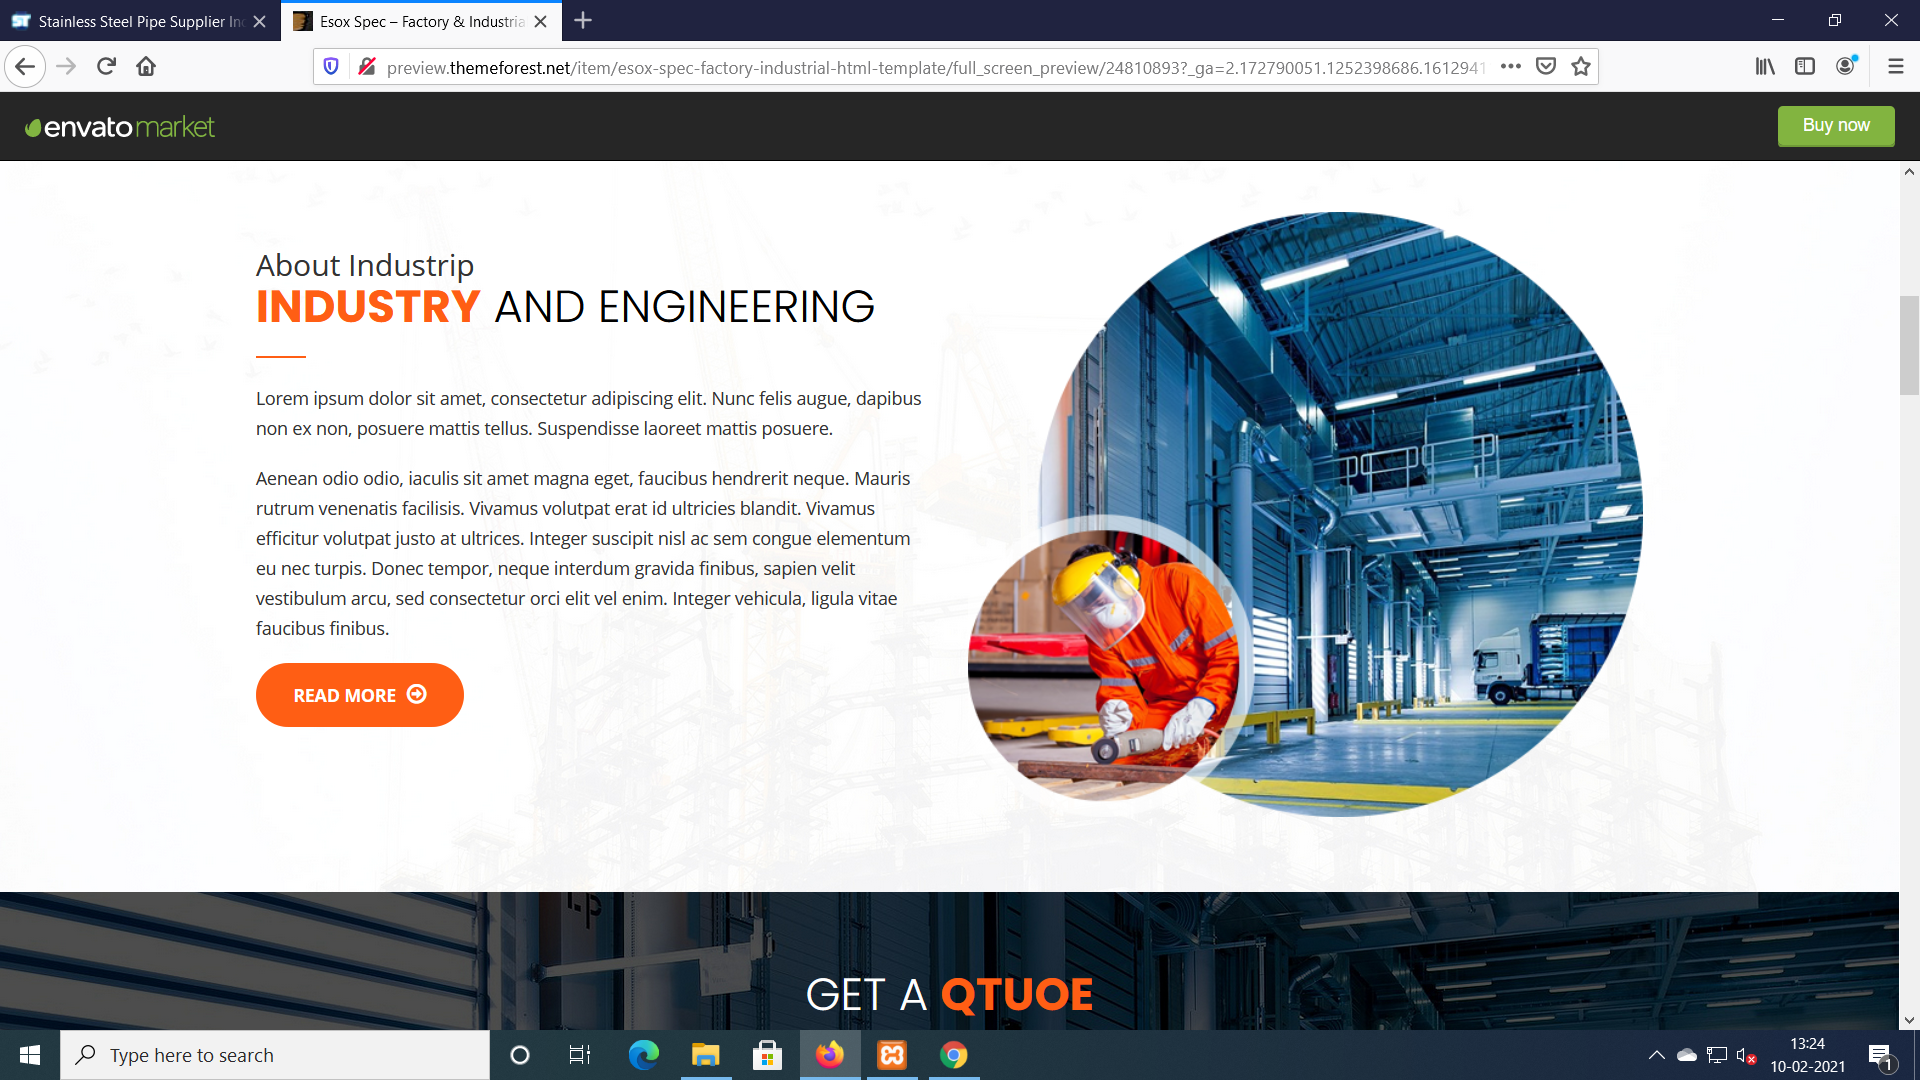 Stainless Steel Pipe Supplier In
Esox Spec – Factory & Industria
preview.themeforest.net/item/esox-spec-factory-industrial-html-template/full_screen_preview/24810893?_ga=2.172790051.1252398686.1612941
envato market
Buy now
About Industrip
INDUSTRY AND ENGINEERING
Lorem ipsum dolor sit amet, consectetur adipiscing elit. Nunc felis augue, dapibus
non ex non, posuere mattis tellus. Suspendisse laoreet mattis posuere.
Aenean odio odio, iaculis sit amet magna eget, faucibus hendrerit neque. Mauris
rutrum venenatis facilisis. Vivamus volutpat erat id ultricies blandit. Vivamus
efficitur volutpat justo at ultrices. Integer suscipit nisl ac sem congue elementum
eu nec turpis. Donec tempor, neque interdum gravida finibus, sapien velit
vestibulum arcu, sed consectetur orci elit vel enim. Integer vehicula, ligula vitae
faucibus finibus.
READ MORE
GET A QTUOE
Type here to search
13:24
10-02-2021
1